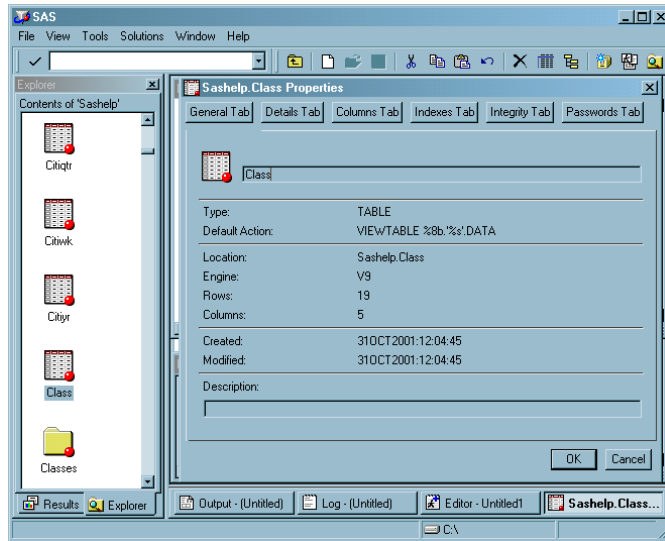 SAS
File View Tools Solutions Window Help
Explorer
Contents of 'Sashelp'
Citiqtr
Citiwk
Citiyr
Class
Classes
Results Explorer
Sashelp.Class Properties
General Tab Details Tab Columns Tab Indexes Tab Integrity Tab Passwords Tab
Class
Type: TABLE
Default Action: VIEWTABLE %8b.'%s'.DATA
Location: Sashelp.Class
Engine: V9
Rows: 19
Columns: 5
Created: 31OCT2001:12:04:45
Modified: 31OCT2001:12:04:45
Description:
OK Cancel
Output - (Untitled) Log - (Untitled) Editor - Untitled1 Sashelp.Class...
C:\